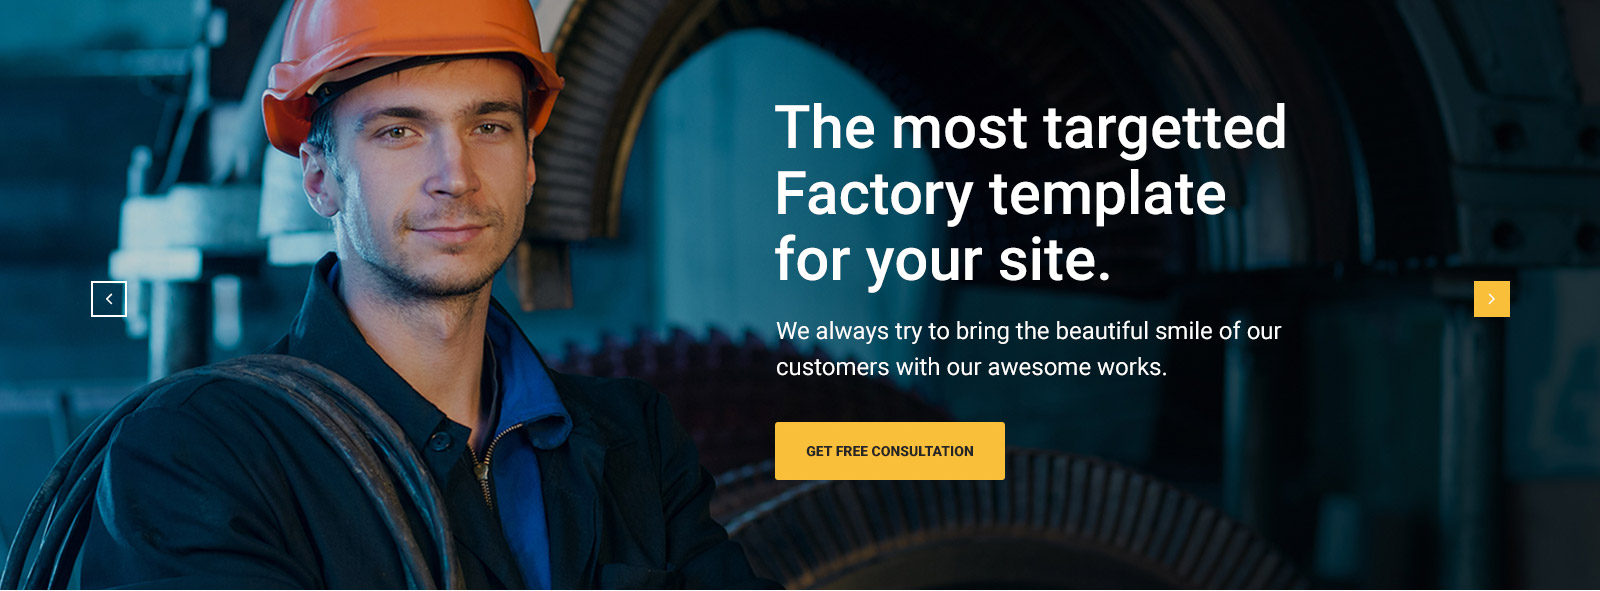 The most targetted
Factory template
for your site.
We always try to bring the beautiful smile of our
customers with our awesome works.
GET FREE CONSULTATION